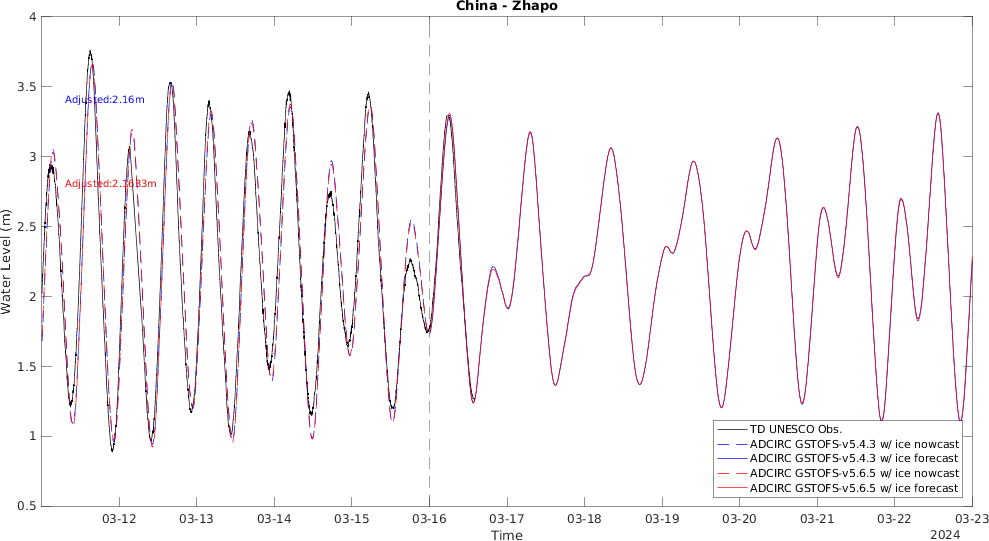 China - Zhapo
4
3.5
3
2.5
2
1.5
1
0.5
Water Level (m)
Adjusted:2.16m
Adjusted:2.1633m
TD UNESCO Obs.
ADCIRC GSTOFS-v5.4.3 w/ ice nowcast
ADCIRC GSTOFS-v5.4.3 w/ ice forecast
ADCIRC GSTOFS-v5.6.5 w/ ice nowcast
ADCIRC GSTOFS-v5.6.5 w/ ice forecast
03-12 03-13 03-14 03-15 03-16 03-17 03-18 03-19 03-20 03-21 03-22 03-23
Time
2024